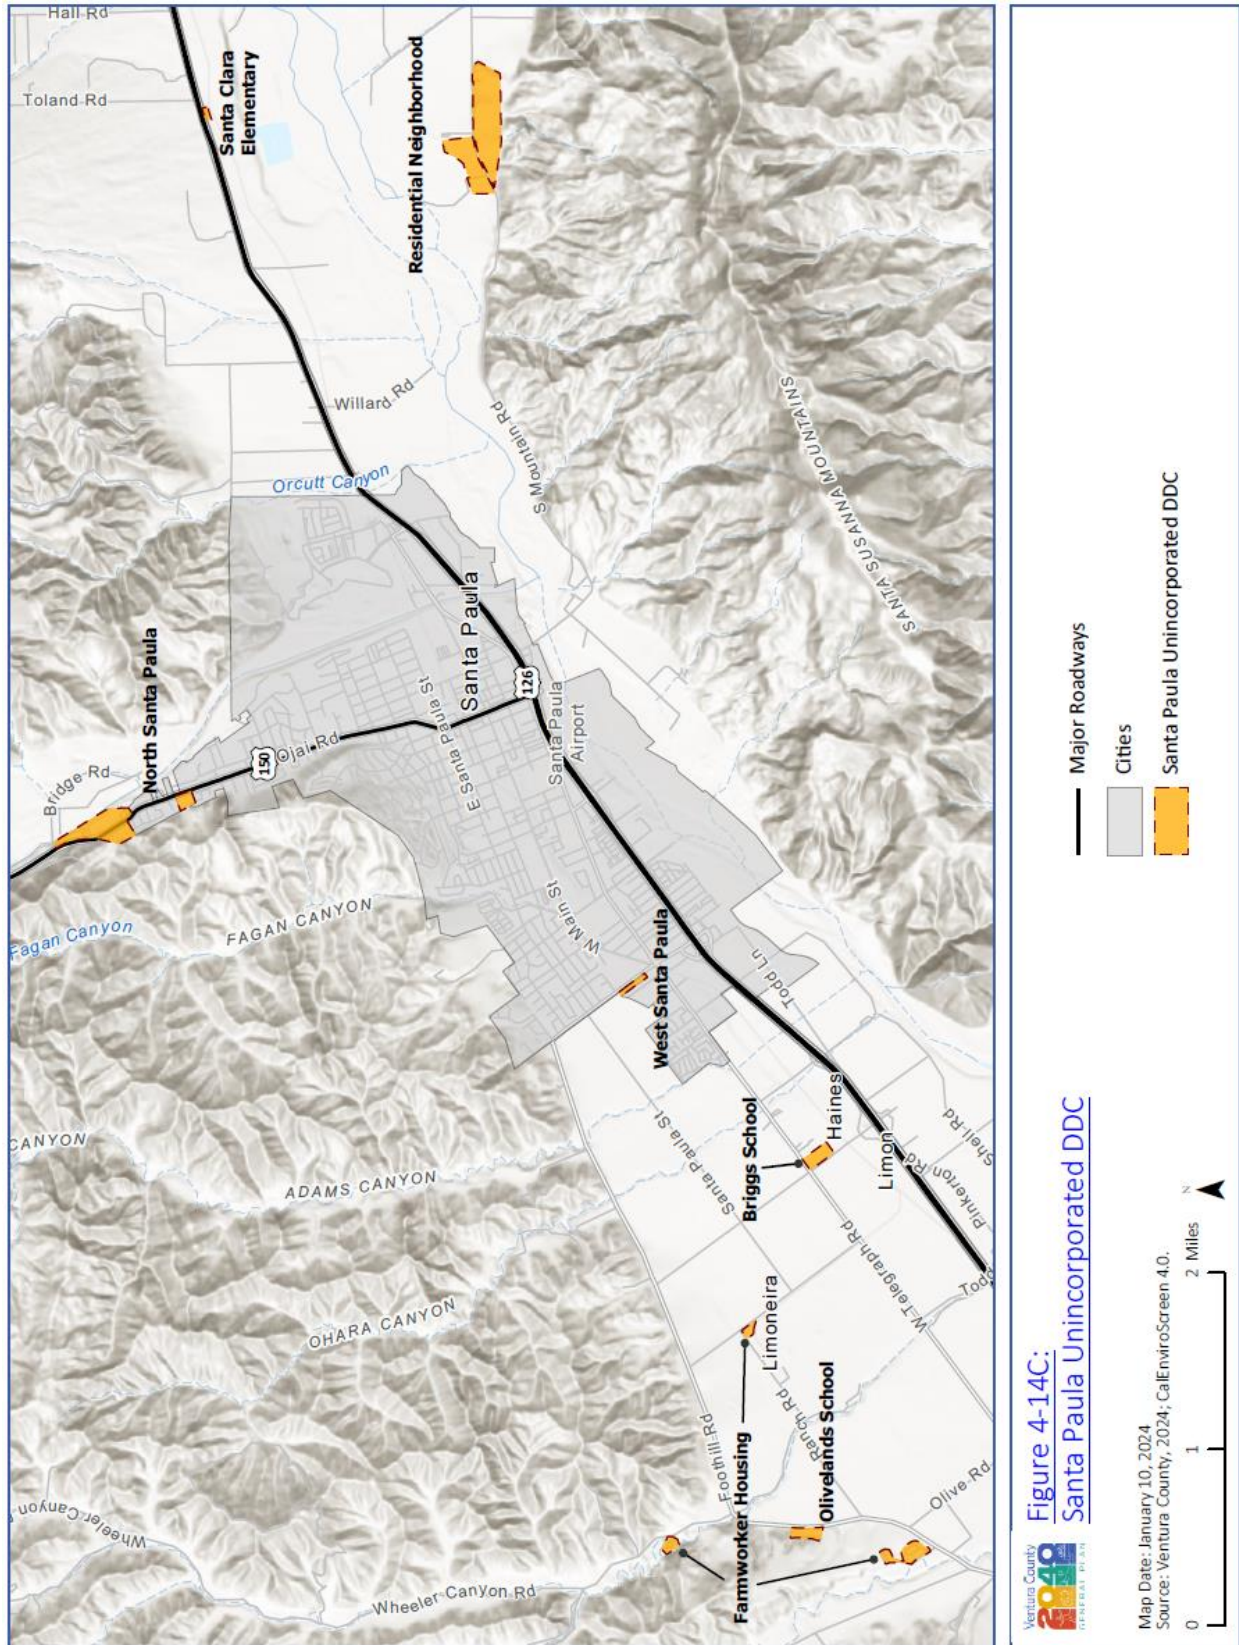 Hall Rd
Toland Rd
Santa Clara
Elementary
Residential Neighborhood
Willard Rd
Orcutt Canyon
S Mountain Rd
SANTA SUSANNA MOUNTAINS
North Santa Paula
Bridge Rd
150
Ojai Rd
E Santa Paula St
Santa Paula
126
Santa Paula
Airport
Fagan Canyon
FAGAN CANYON
W Main St
West Santa Paula
Todd Ln
CANYON
ADAMS CANYON
OHARA CANYON
Santa Paula St
Briggs School
Haines
Limon
Shell Rd
Pinkerton Rd
W Telegraph Rd
Todd
Limoneira
Farmworker Housing
Foothill Rd
Ranch Rd
Olivelands School
Olive Rd
Wheeler Canyon
Wheeler Canyon Rd
Ventura County
2040
GENERAL PLAN
Figure 4-14C:
Santa Paula Unincorporated DDC
Map Date: January 10, 2024
Source: Ventura County, 2024; CalEnviroScreen 4.0.
0 1 2 Miles
N
Major Roadways
Cities
Santa Paula Unincorporated DDC